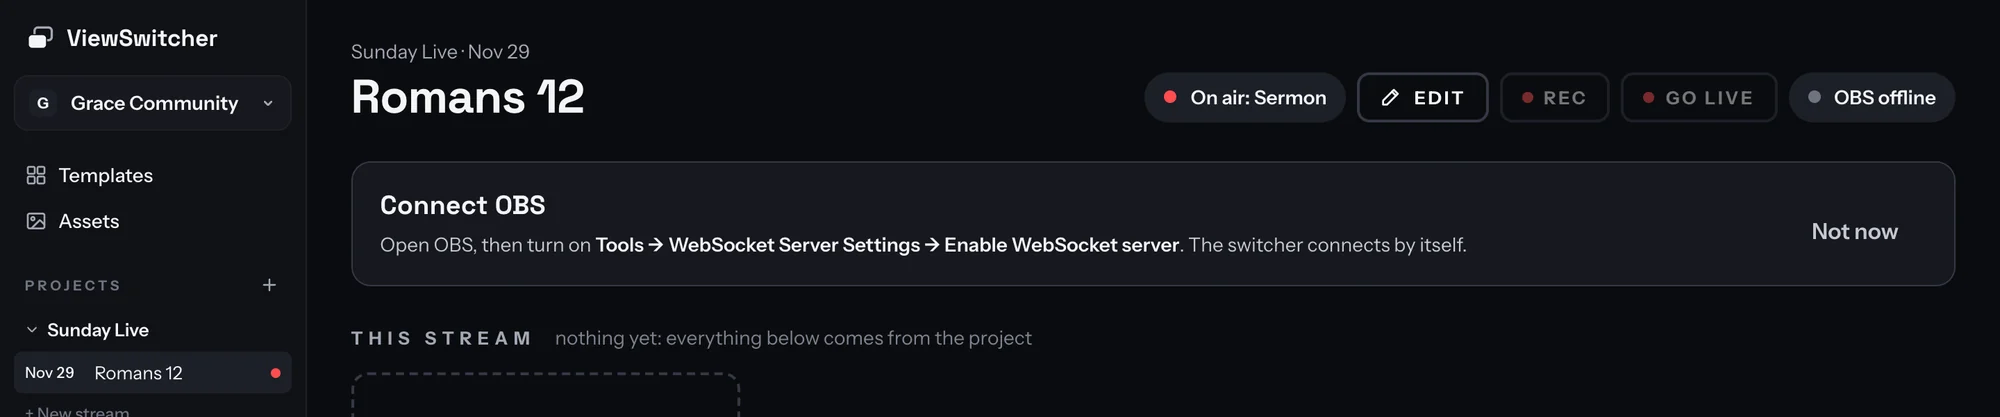 ViewSwitcher
G Grace Community
Templates
Assets
PROJECTS +
Sunday Live
Nov 29 Romans 12
+ New stream
Sunday Live · Nov 29
Romans 12
On air: Sermon
EDIT
REC
GO LIVE
OBS offline
Connect OBS
Open OBS, then turn on Tools → WebSocket Server Settings → Enable WebSocket server. The switcher connects by itself.
Not now
THIS STREAM nothing yet: everything below comes from the project